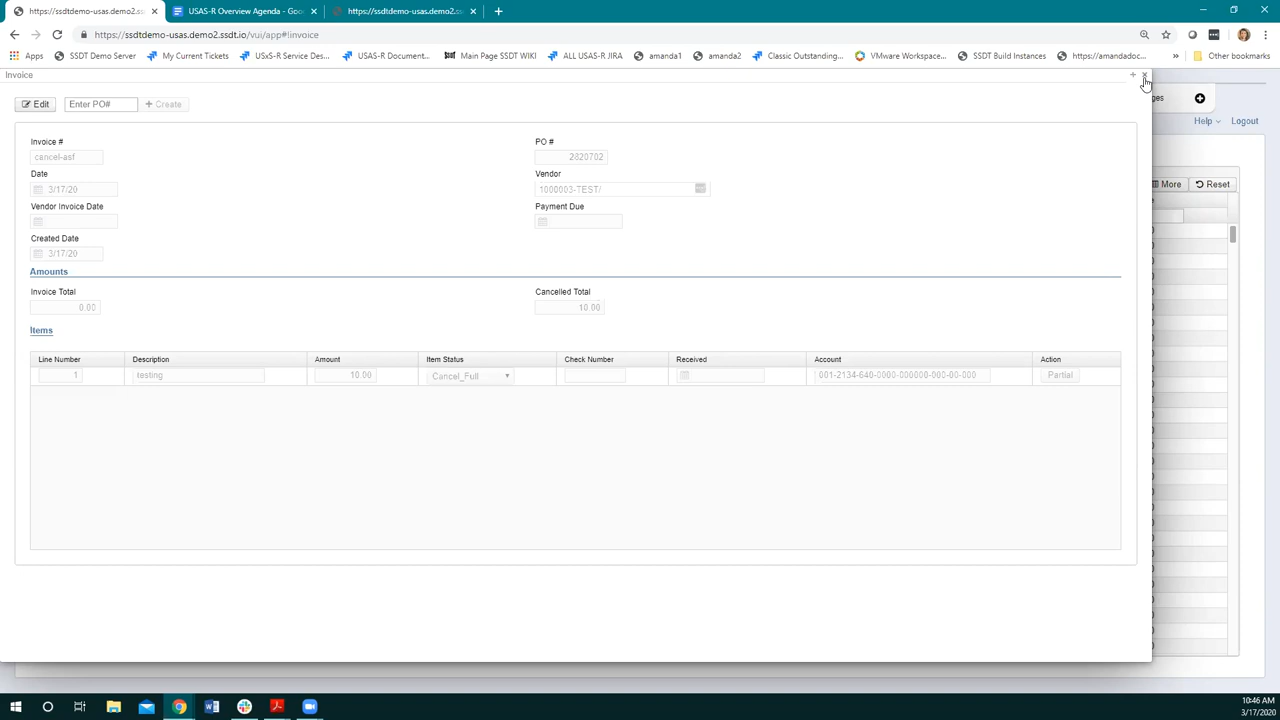 https://ssdtdemo-usas.demo2.ss
USAS-R Overview Agenda - Goo
https://ssdtdemo-usas.demo2.ss
https://ssdtdemo-usas.demo2.ssdt.io/vui/app#!invoice
Apps
SSDT Demo Server
My Current Tickets
USxS-R Service Des...
USAS-R Document...
Main Page SSDT WIKI
ALL USAS-R JIRA
amanda1
amanda2
Classic Outstanding...
VMware Workspace...
SSDT Build Instances
https://amandadoc...
»
Other bookmarks
Invoice
ges
Help
Logout
Edit
Enter PO#
Create
More
Reset
Invoice #
PO #
cancel-asf
2820702
Date
Vendor
3/17/20
1000003-TEST/
Vendor Invoice Date
Payment Due
Created Date
3/17/20
Amounts
Invoice Total
Cancelled Total
0.00
10.00
Items
Line Number Description Amount Item Status Check Number Received Account Action
1 testing 10.00 Cancel_Full 001-2134-640-0000-000000-000-00-000 Partial
10:46 AM
3/17/2020